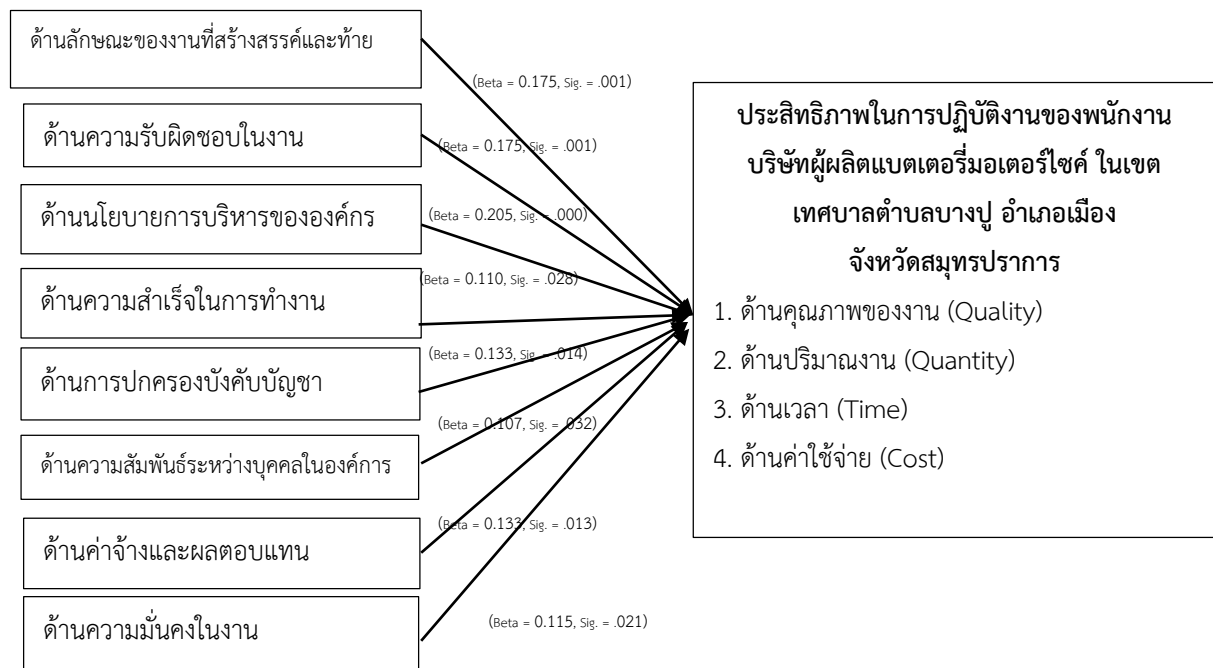 ด้านลักษณะของงานที่สร้างสรรค์และท้าย
(Beta = 0.175, Sig. = .001)
ด้านความรับผิดชอบในงาน
(Beta = 0.175, Sig. = .001)
ด้านนโยบายการบริหารขององค์กร
(Beta = 0.205, Sig. = .000)
ด้านความสำเร็จในการทำงาน
(Beta = 0.110, Sig. = .028)
ด้านการปกครองบังคับบัญชา
(Beta = 0.133, Sig. = .014)
ด้านความสัมพันธ์ระหว่างบุคคลในองค์การ
(Beta = 0.107, Sig. = .032)
ด้านค่าจ้างและผลตอบแทน
(Beta = 0.133, Sig. = .013)
ด้านความมั่นคงในงาน
(Beta = 0.115, Sig. = .021)
ประสิทธิภาพในการปฏิบัติงานของพนักงาน
บริษัทผู้ผลิตแบตเตอรี่มอเตอร์ไซค์ ในเขต
เทศบาลตำบลบางปู อำเภอเมือง
จังหวัดสมุทรปราการ
1. ด้านคุณภาพของงาน (Quality)
2. ด้านปริมาณงาน (Quantity)
3. ด้านเวลา (Time)
4. ด้านค่าใช้จ่าย (Cost)